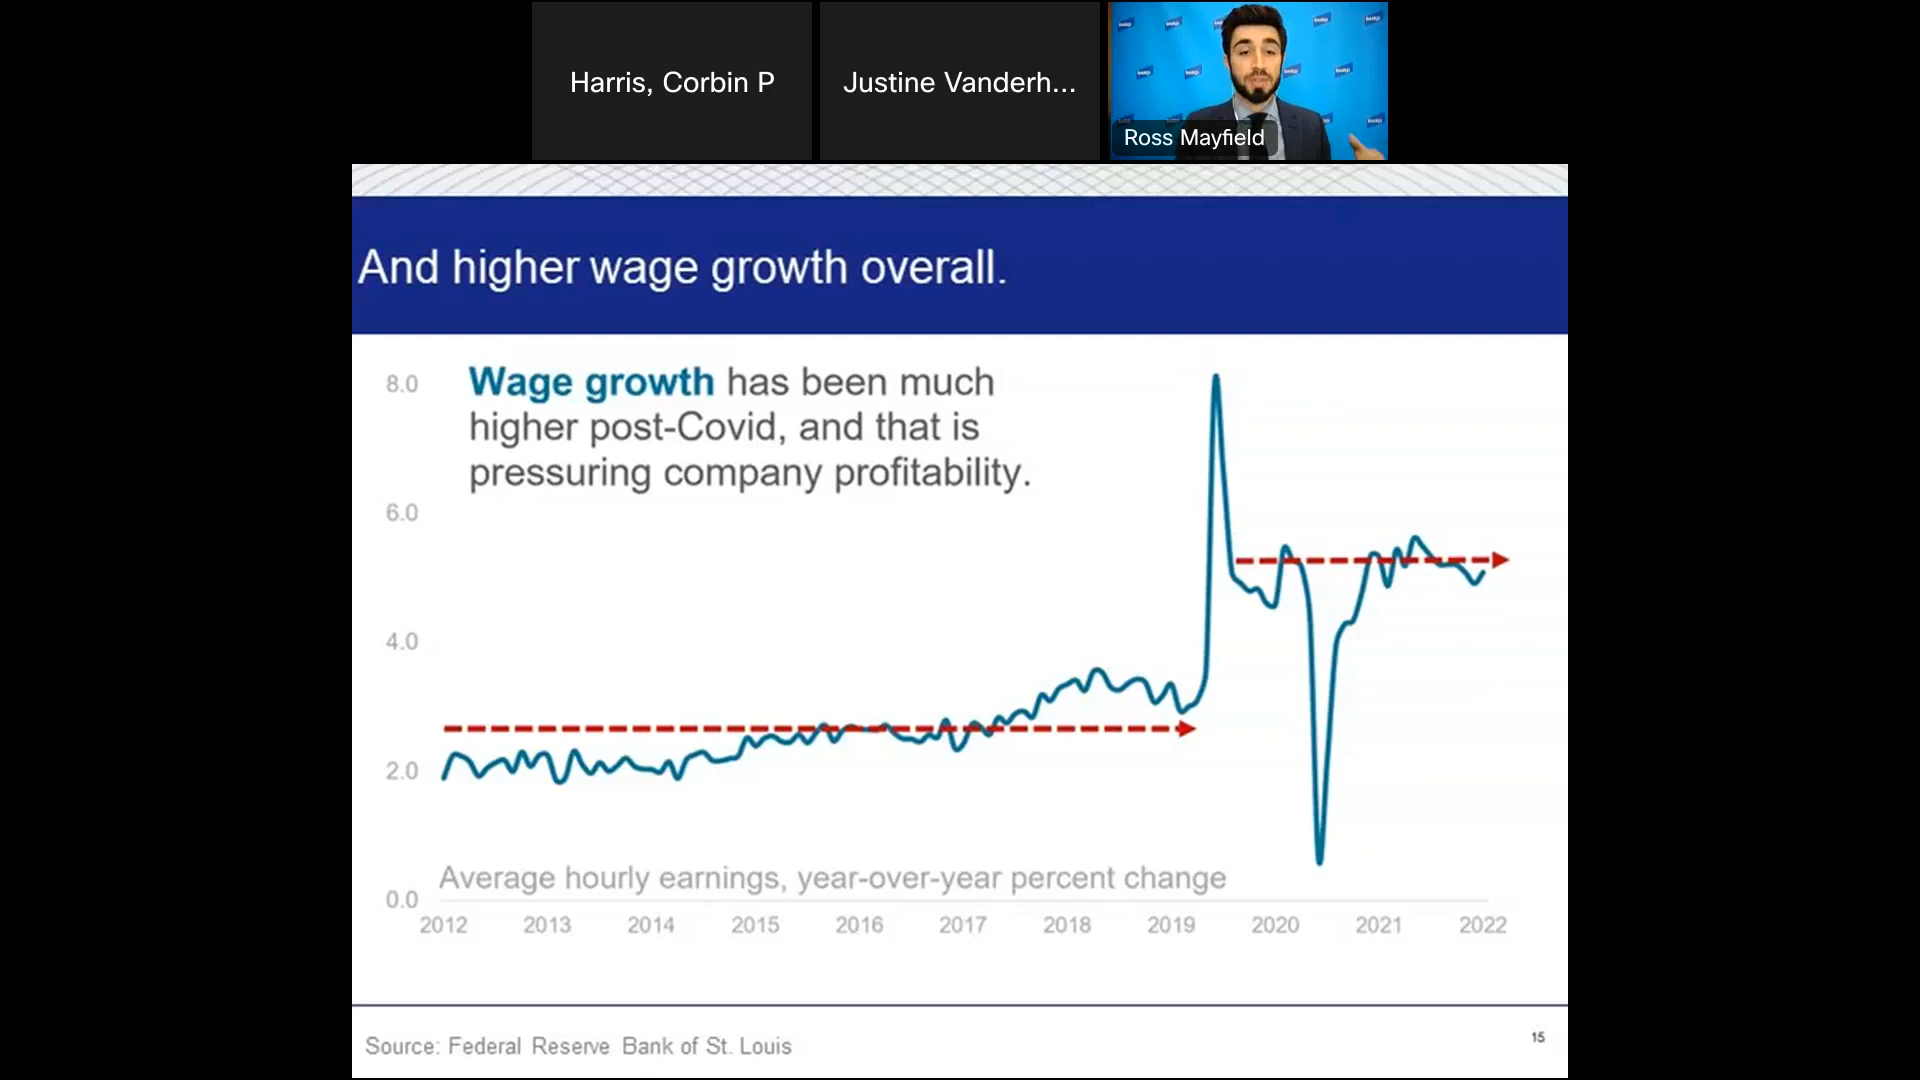 Harris, Corbin P
Justine Vanderh...
Ross Mayfield
And higher wage growth overall.
Wage growth has been much
higher post-Covid, and that is
pressuring company profitability.
8.0
6.0
4.0
2.0
0.0
Average hourly earnings, year-over-year percent change
2012 2013 2014 2015 2016 2017 2018 2019 2020 2021 2022
Source: Federal Reserve Bank of St. Louis
15